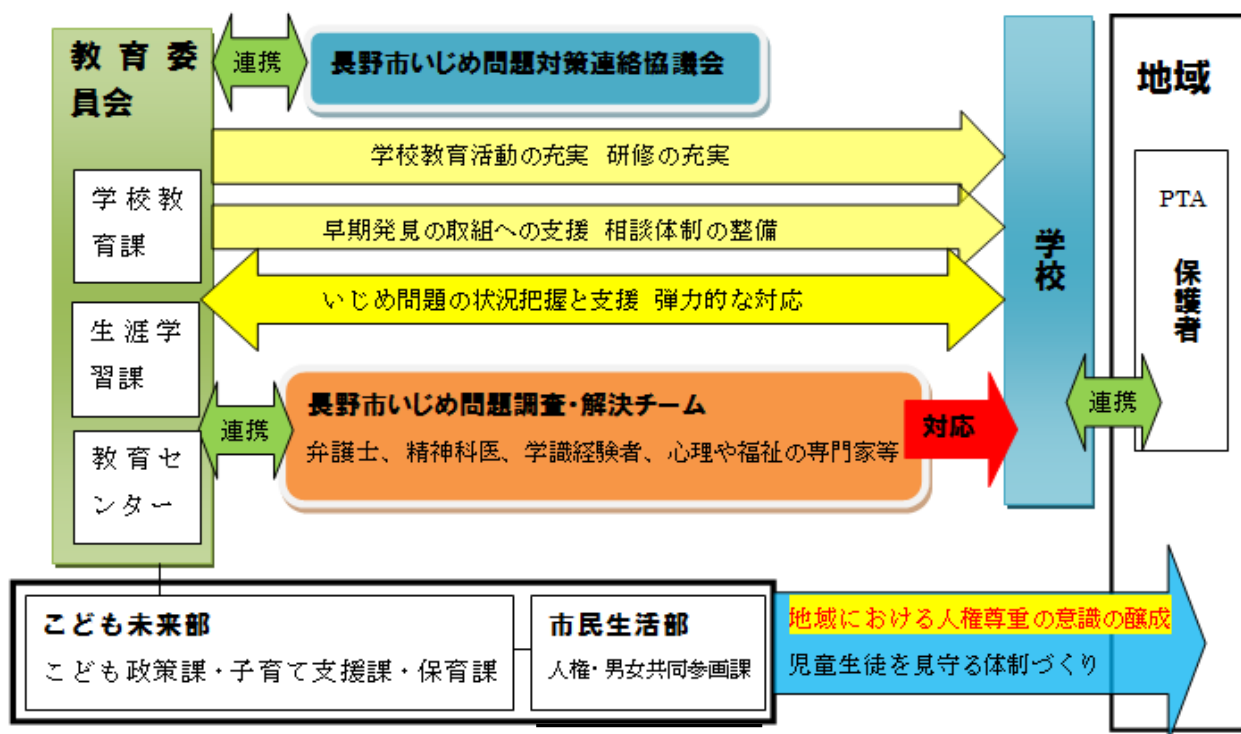 教育委
員会
連携
長野市いじめ問題対策連絡協議会
学校教育活動の充実 研修の充実
早期発見の取組への支援 相談体制の整備
いじめ問題の状況把握と支援 弾力的な対応
学校教
育課
生涯学
習課
教育セ
ンター
連携
長野市いじめ問題調査・解決チーム
弁護士、精神科医、学識経験者、心理や福祉の専門家等
対応
学校
連携
地域
PTA
保護者
こども未来部
こども政策課・子育て支援課・保育課
市民生活部
人権・男女共同参画課
地域における人権尊重の意識の醸成
児童生徒を見守る体制づくり